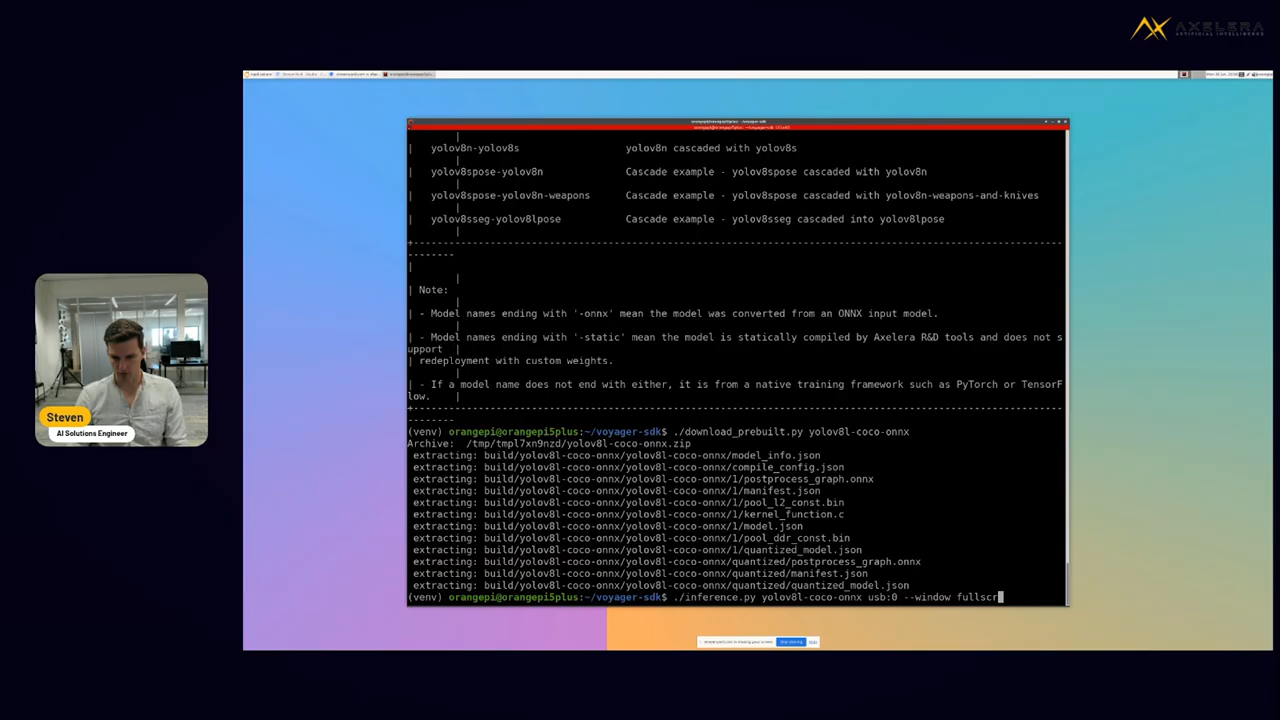 AXELERA
ARTIFICIAL INTELLIGENCE
| yolov8n-yolov8s yolov8n cascaded with yolov8s
|
| yolov8spose-yolov8n Cascade example - yolov8spose cascaded with yolov8n
|
| yolov8spose-yolov8n-weapons Cascade example - yolov8spose cascaded with yolov8n-weapons-and-knives
|
| yolov8sseg-yolov8lpose Cascade example - yolov8sseg cascaded into yolov8lpose
|
| Note:
|
| - Model names ending with '-onnx' mean the model was converted from an ONNX input model.
|
| - Model names ending with '-static' mean the model is statically compiled by Axelera R&D tools and does not s
upport |
| redeployment with custom weights.
|
| - If a model name does not end with either, it is from a native training framework such as PyTorch or TensorF
low. |
(venv) orangepi@orangepi5plus:~/voyager-sdk$ ./download_prebuilt.py yolov8l-coco-onnx
Archive: /tmp/tmpl7xn9nzd/yolov8l-coco-onnx.zip
extracting: build/yolov8l-coco-onnx/yolov8l-coco-onnx/model_info.json
extracting: build/yolov8l-coco-onnx/yolov8l-coco-onnx/compile_config.json
extracting: build/yolov8l-coco-onnx/yolov8l-coco-onnx/1/postprocess_graph.onnx
extracting: build/yolov8l-coco-onnx/yolov8l-coco-onnx/1/manifest.json
extracting: build/yolov8l-coco-onnx/yolov8l-coco-onnx/1/pool_l2_const.bin
extracting: build/yolov8l-coco-onnx/yolov8l-coco-onnx/1/kernel_function.c
extracting: build/yolov8l-coco-onnx/yolov8l-coco-onnx/1/model.json
extracting: build/yolov8l-coco-onnx/yolov8l-coco-onnx/1/pool_ddr_const.bin
extracting: build/yolov8l-coco-onnx/yolov8l-coco-onnx/1/quantized_model.json
extracting: build/yolov8l-coco-onnx/yolov8l-coco-onnx/quantized/postprocess_graph.onnx
extracting: build/yolov8l-coco-onnx/yolov8l-coco-onnx/quantized/manifest.json
extracting: build/yolov8l-coco-onnx/yolov8l-coco-onnx/quantized/quantized_model.json
(venv) orangepi@orangepi5plus:~/voyager-sdk$ ./inference.py yolov8l-coco-onnx usb:0 --window fullscr
Steven
AI Solutions Engineer